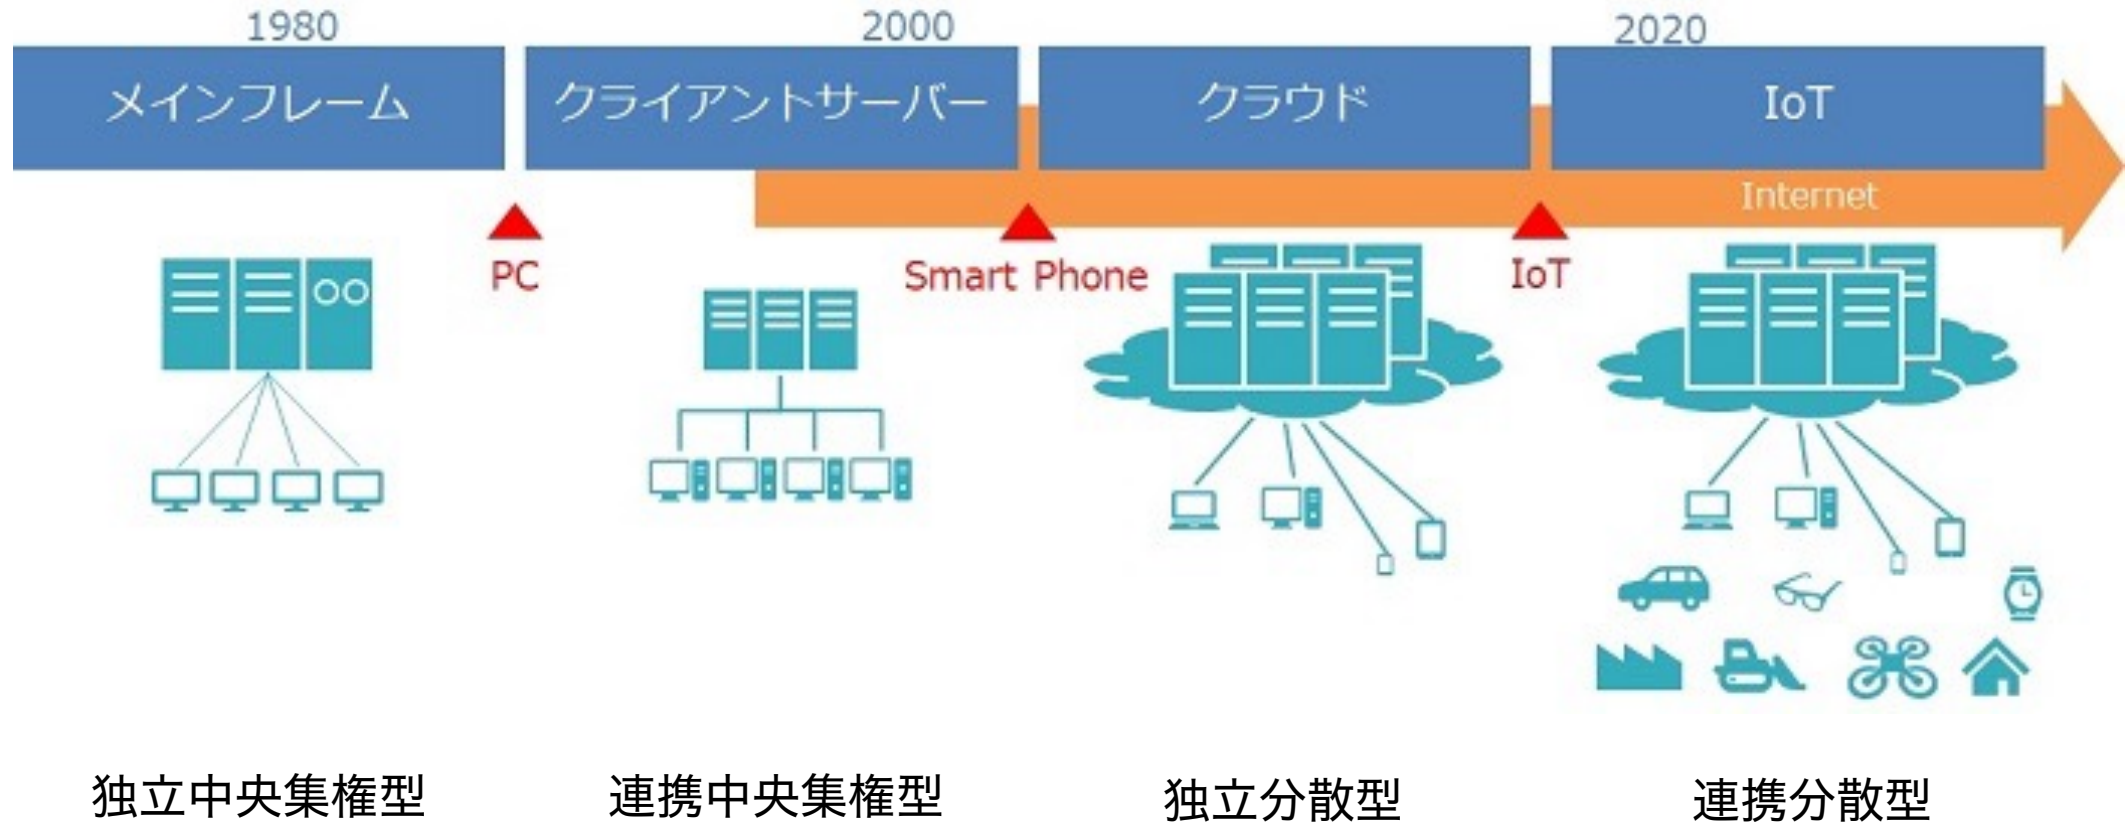 1980
2000
2020
メインフレーム
クライアントサーバー
クラウド
IoT
Internet
PC
Smart Phone
IoT
独立中央集権型
連携中央集権型
独立分散型
連携分散型